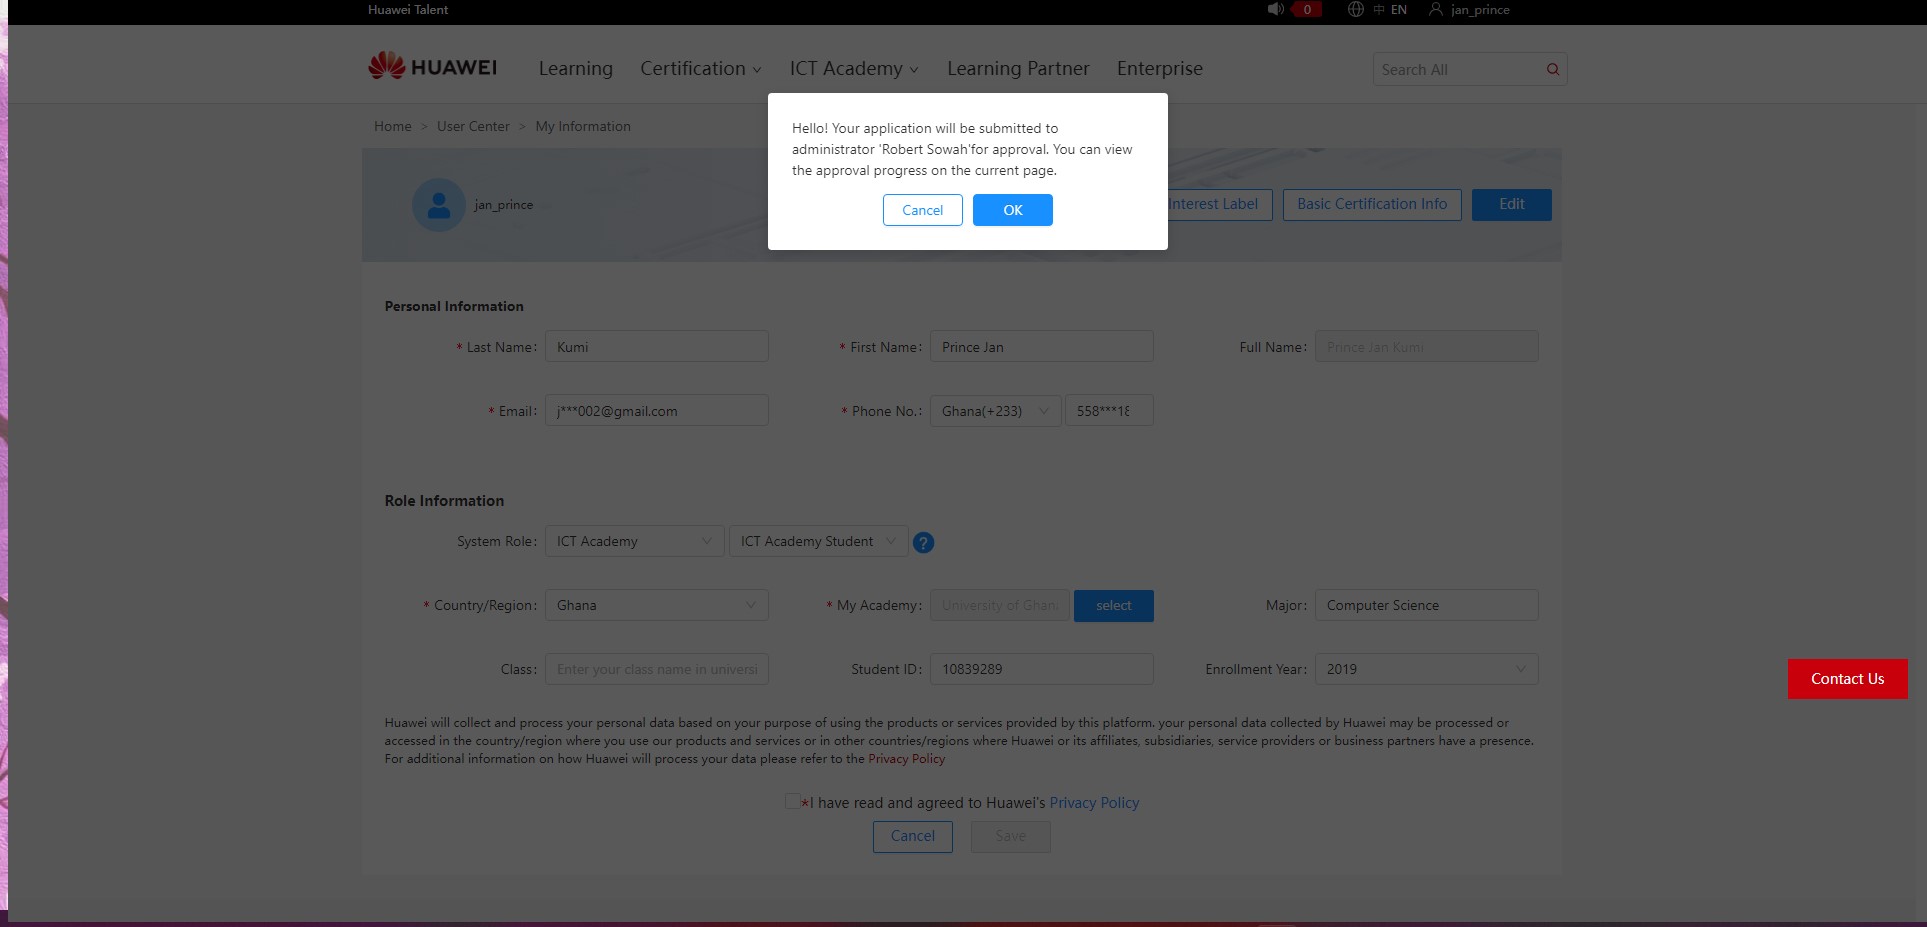 Huawei Talent
0
中 EN
jan_prince
HUAWEI
Learning
Certification
ICT Academy
Learning Partner
Enterprise
Search All
Home > User Center > My Information
Hello! Your application will be submitted to
administrator 'Robert Sowah'for approval. You can view
the approval progress on the current page.
Cancel
OK
jan_prince
Interest Label
Basic Certification Info
Edit
Personal Information
* Last Name: Kumi
* First Name: Prince Jan
Full Name: Prince Jan Kumi
* Email: j***002@gmail.com
* Phone No.: Ghana(+233) 558***18
Role Information
System Role: ICT Academy ICT Academy Student ?
* Country/Region: Ghana
* My Academy: University of Ghan
select
Major: Computer Science
Class: Enter your class name in universi
Student ID: 10839289
Enrollment Year: 2019
Contact Us
Huawei will collect and process your personal data based on your purpose of using the products or services provided by this platform. your personal data collected by Huawei may be processed or
accessed in the country/region where you use our products and services or in other countries/regions where Huawei or its affiliates, subsidiaries, service providers or business partners have a presence.
For additional information on how Huawei will process your data please refer to the Privacy Policy
*I have read and agreed to Huawei's Privacy Policy
Cancel
Save